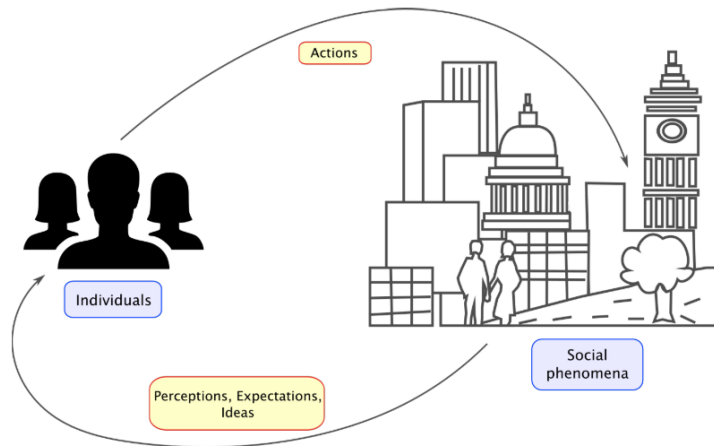 Actions
Individuals
Social
phenomena
Perceptions, Expectations,
Ideas